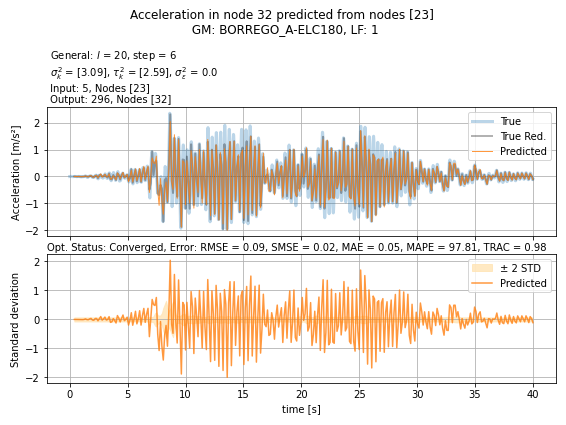 Acceleration in node 32 predicted from nodes [23]
GM: BORREGO_A-ELC180, LF: 1
General: l = 20, step = 6
σ²ₖ = [3.09], τ²ₖ = [2.59], σ²_ε = 0.0
Input: 5, Nodes [23]
Output: 296, Nodes [32]
Acceleration [m/s²]
2
1
0
−1
−2
True
True Red.
Predicted
Opt. Status: Converged, Error: RMSE = 0.09, SMSE = 0.02, MAE = 0.05, MAPE = 97.81, TRAC = 0.98
Standard deviation
2
1
0
−1
−2
± 2 STD
Predicted
0 5 10 15 20 25 30 35 40
time [s]